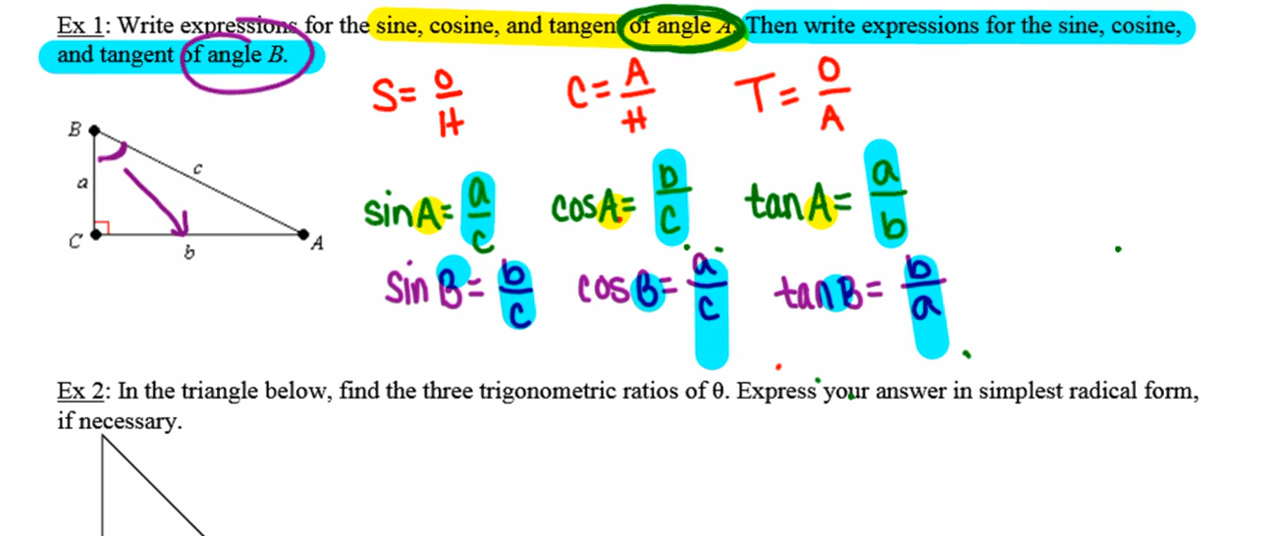 Ex 1: Write expressions for the sine, cosine, and tangent of angle A. Then write expressions for the sine, cosine,
and tangent of angle B.
S= O/H C= A/H T= O/A
B
a
c
C
b
A
sinA= a/c cosA= b/c tanA= a/b
sin B= b/c cosB= a/c tanB= b/a
Ex 2: In the triangle below, find the three trigonometric ratios of θ. Express your answer in simplest radical form,
if necessary.